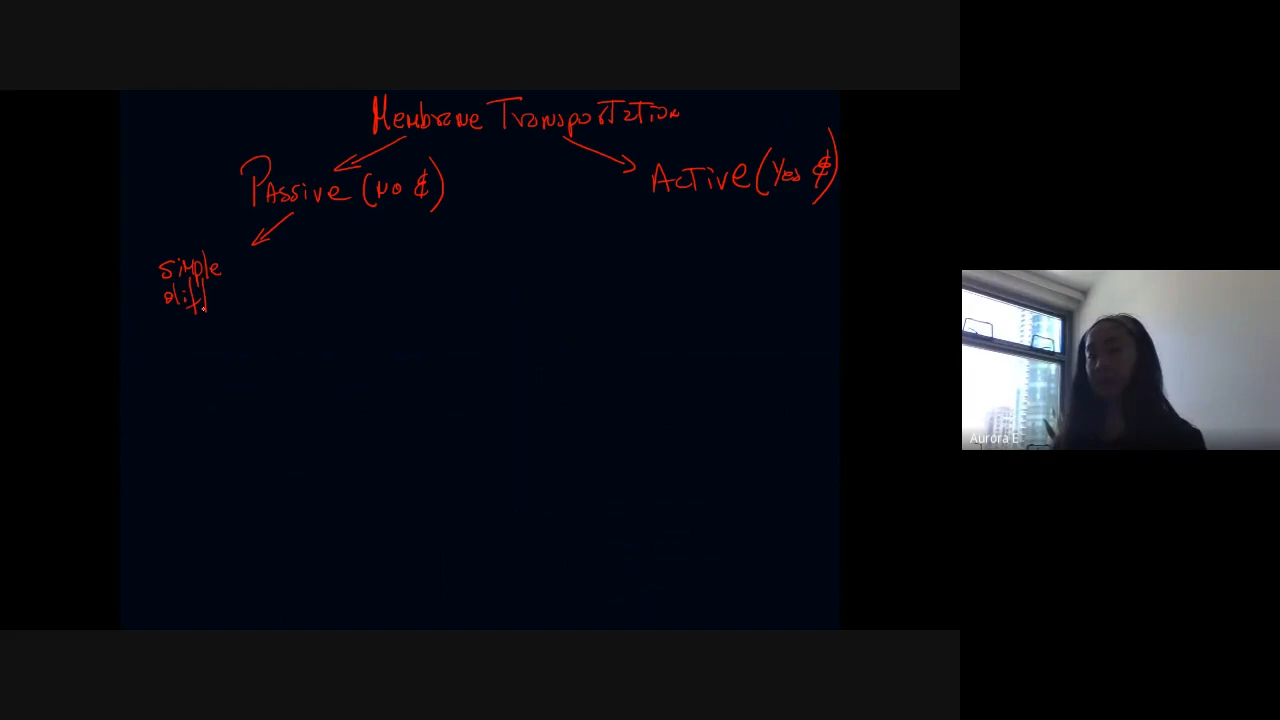 Membrane Transportation
Passive (No ¢)
Active (Yes ¢)
simple
diff
Aurora E